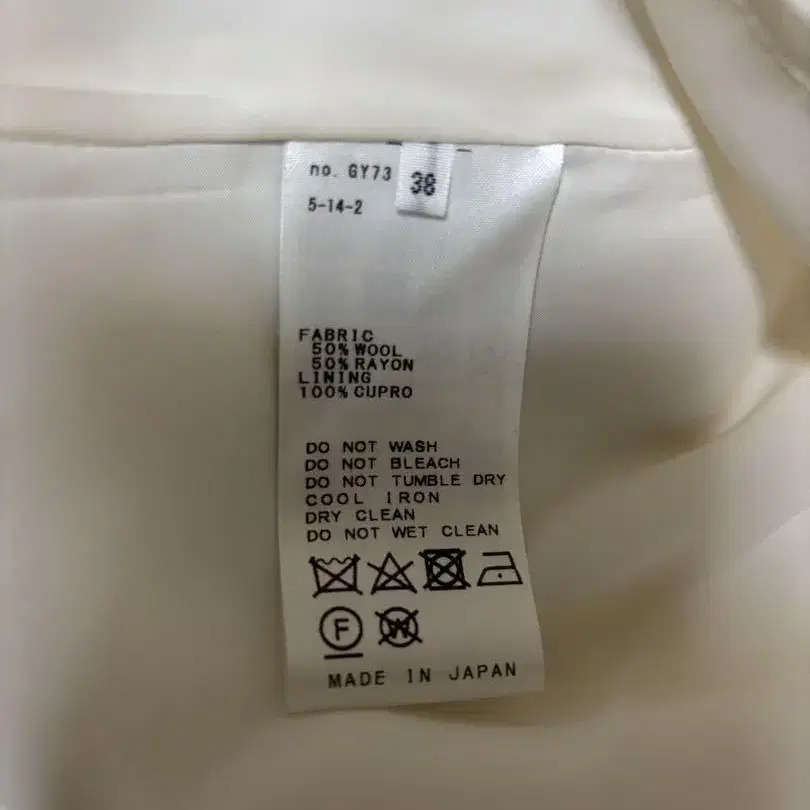 no. GY73
38
5-14-2
FABRIC
50% WOOL
50% RAYON
LINING
100% CUPRO
DO NOT WASH
DO NOT BLEACH
DO NOT TUMBLE DRY
COOL IRON
DRY CLEAN
DO NOT WET CLEAN
F
W
MADE IN JAPAN